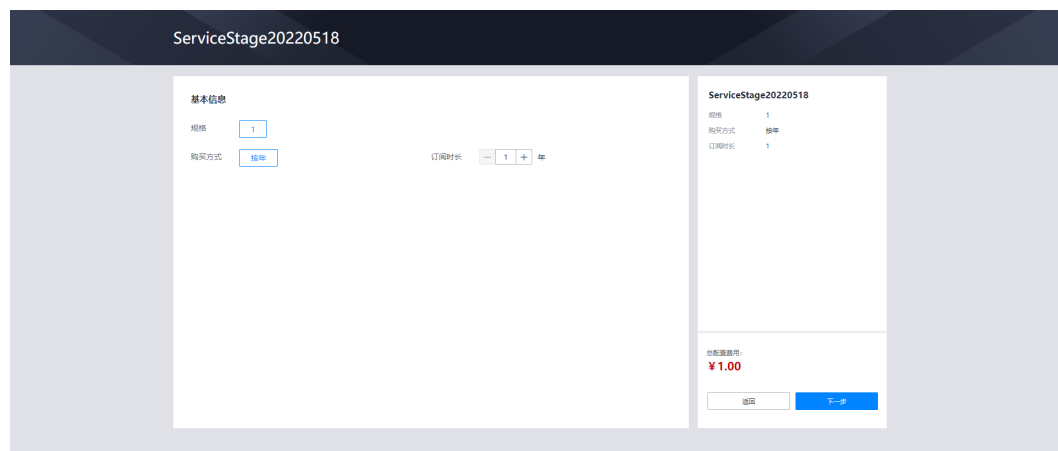 ServiceStage20220518
基本信息
规格 1
购买方式 按年 订阅时长 − 1 + 年
ServiceStage20220518
规格 1
购买方式 按年
订阅时长 1
总配置费用:
¥1.00
返回 下一步